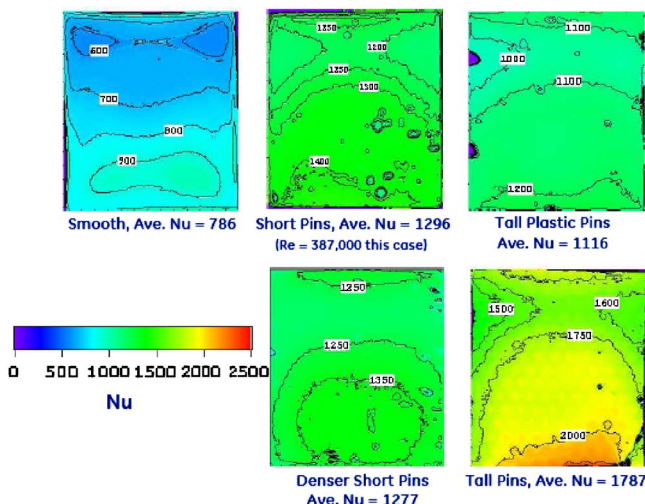 600
700
800
900
Smooth, Ave. Nu = 786
1250
1200
1250
1300
1400
Short Pins, Ave. Nu = 1296
(Re = 387,000 this case)
1100
1000
1100
1200
Tall Plastic Pins
Ave. Nu = 1116
0 500 1000 1500 2000 2500
Nu
1250
1250
1350
Denser Short Pins
Ave. Nu = 1277
1500
1600
1750
2000
Tall Pins, Ave. Nu = 1787